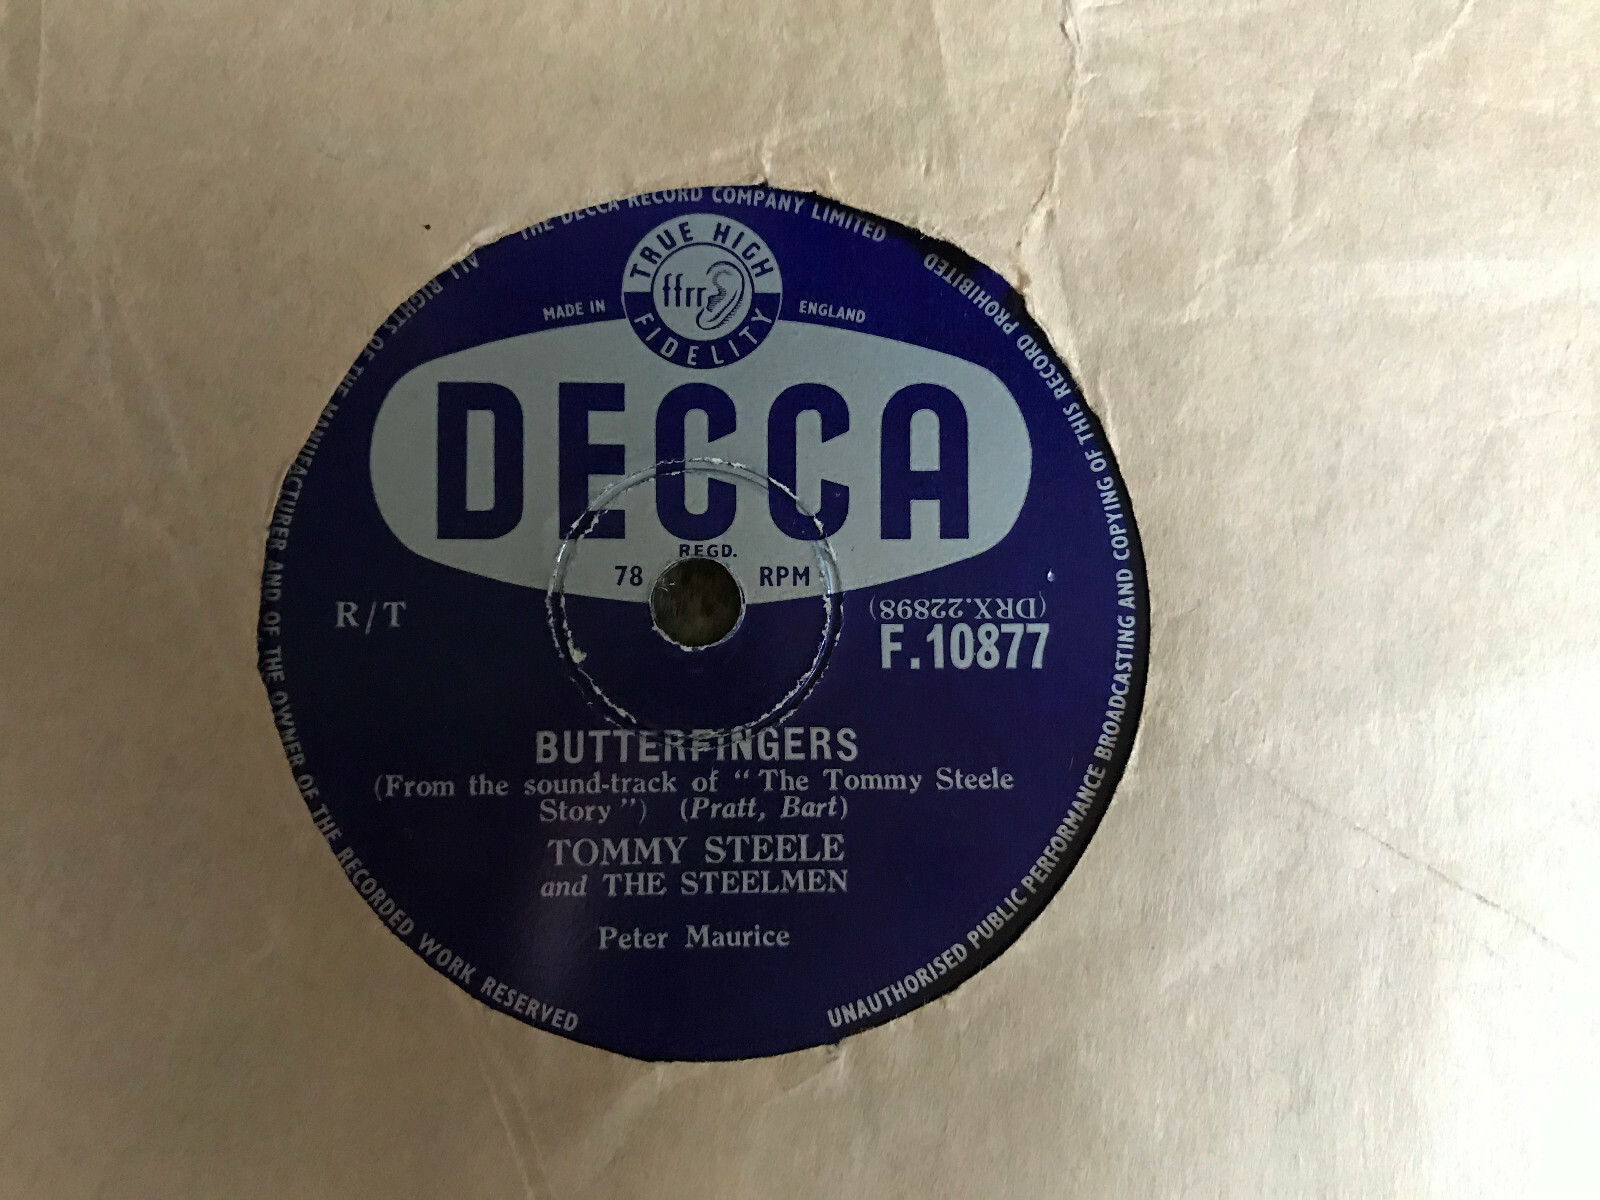 THE DECCA RECORD COMPANY LIMITED
ALL RIGHTS OF THE MANUFACTURER AND OF THE OWNER OF THE RECORDED WORK RESERVED
UNAUTHORISED PUBLIC PERFORMANCE BROADCASTING AND COPYING OF THIS RECORD PROHIBITED
TRUE HIGH
ffrr
FIDELITY
MADE IN ENGLAND
DECCA
REGD.
78 RPM
R/T
(DRX.22898)
F.10877
BUTTERFINGERS
(From the sound-track of “The Tommy Steele
Story”) (Pratt, Bart)
TOMMY STEELE
and THE STEELMEN
Peter Maurice